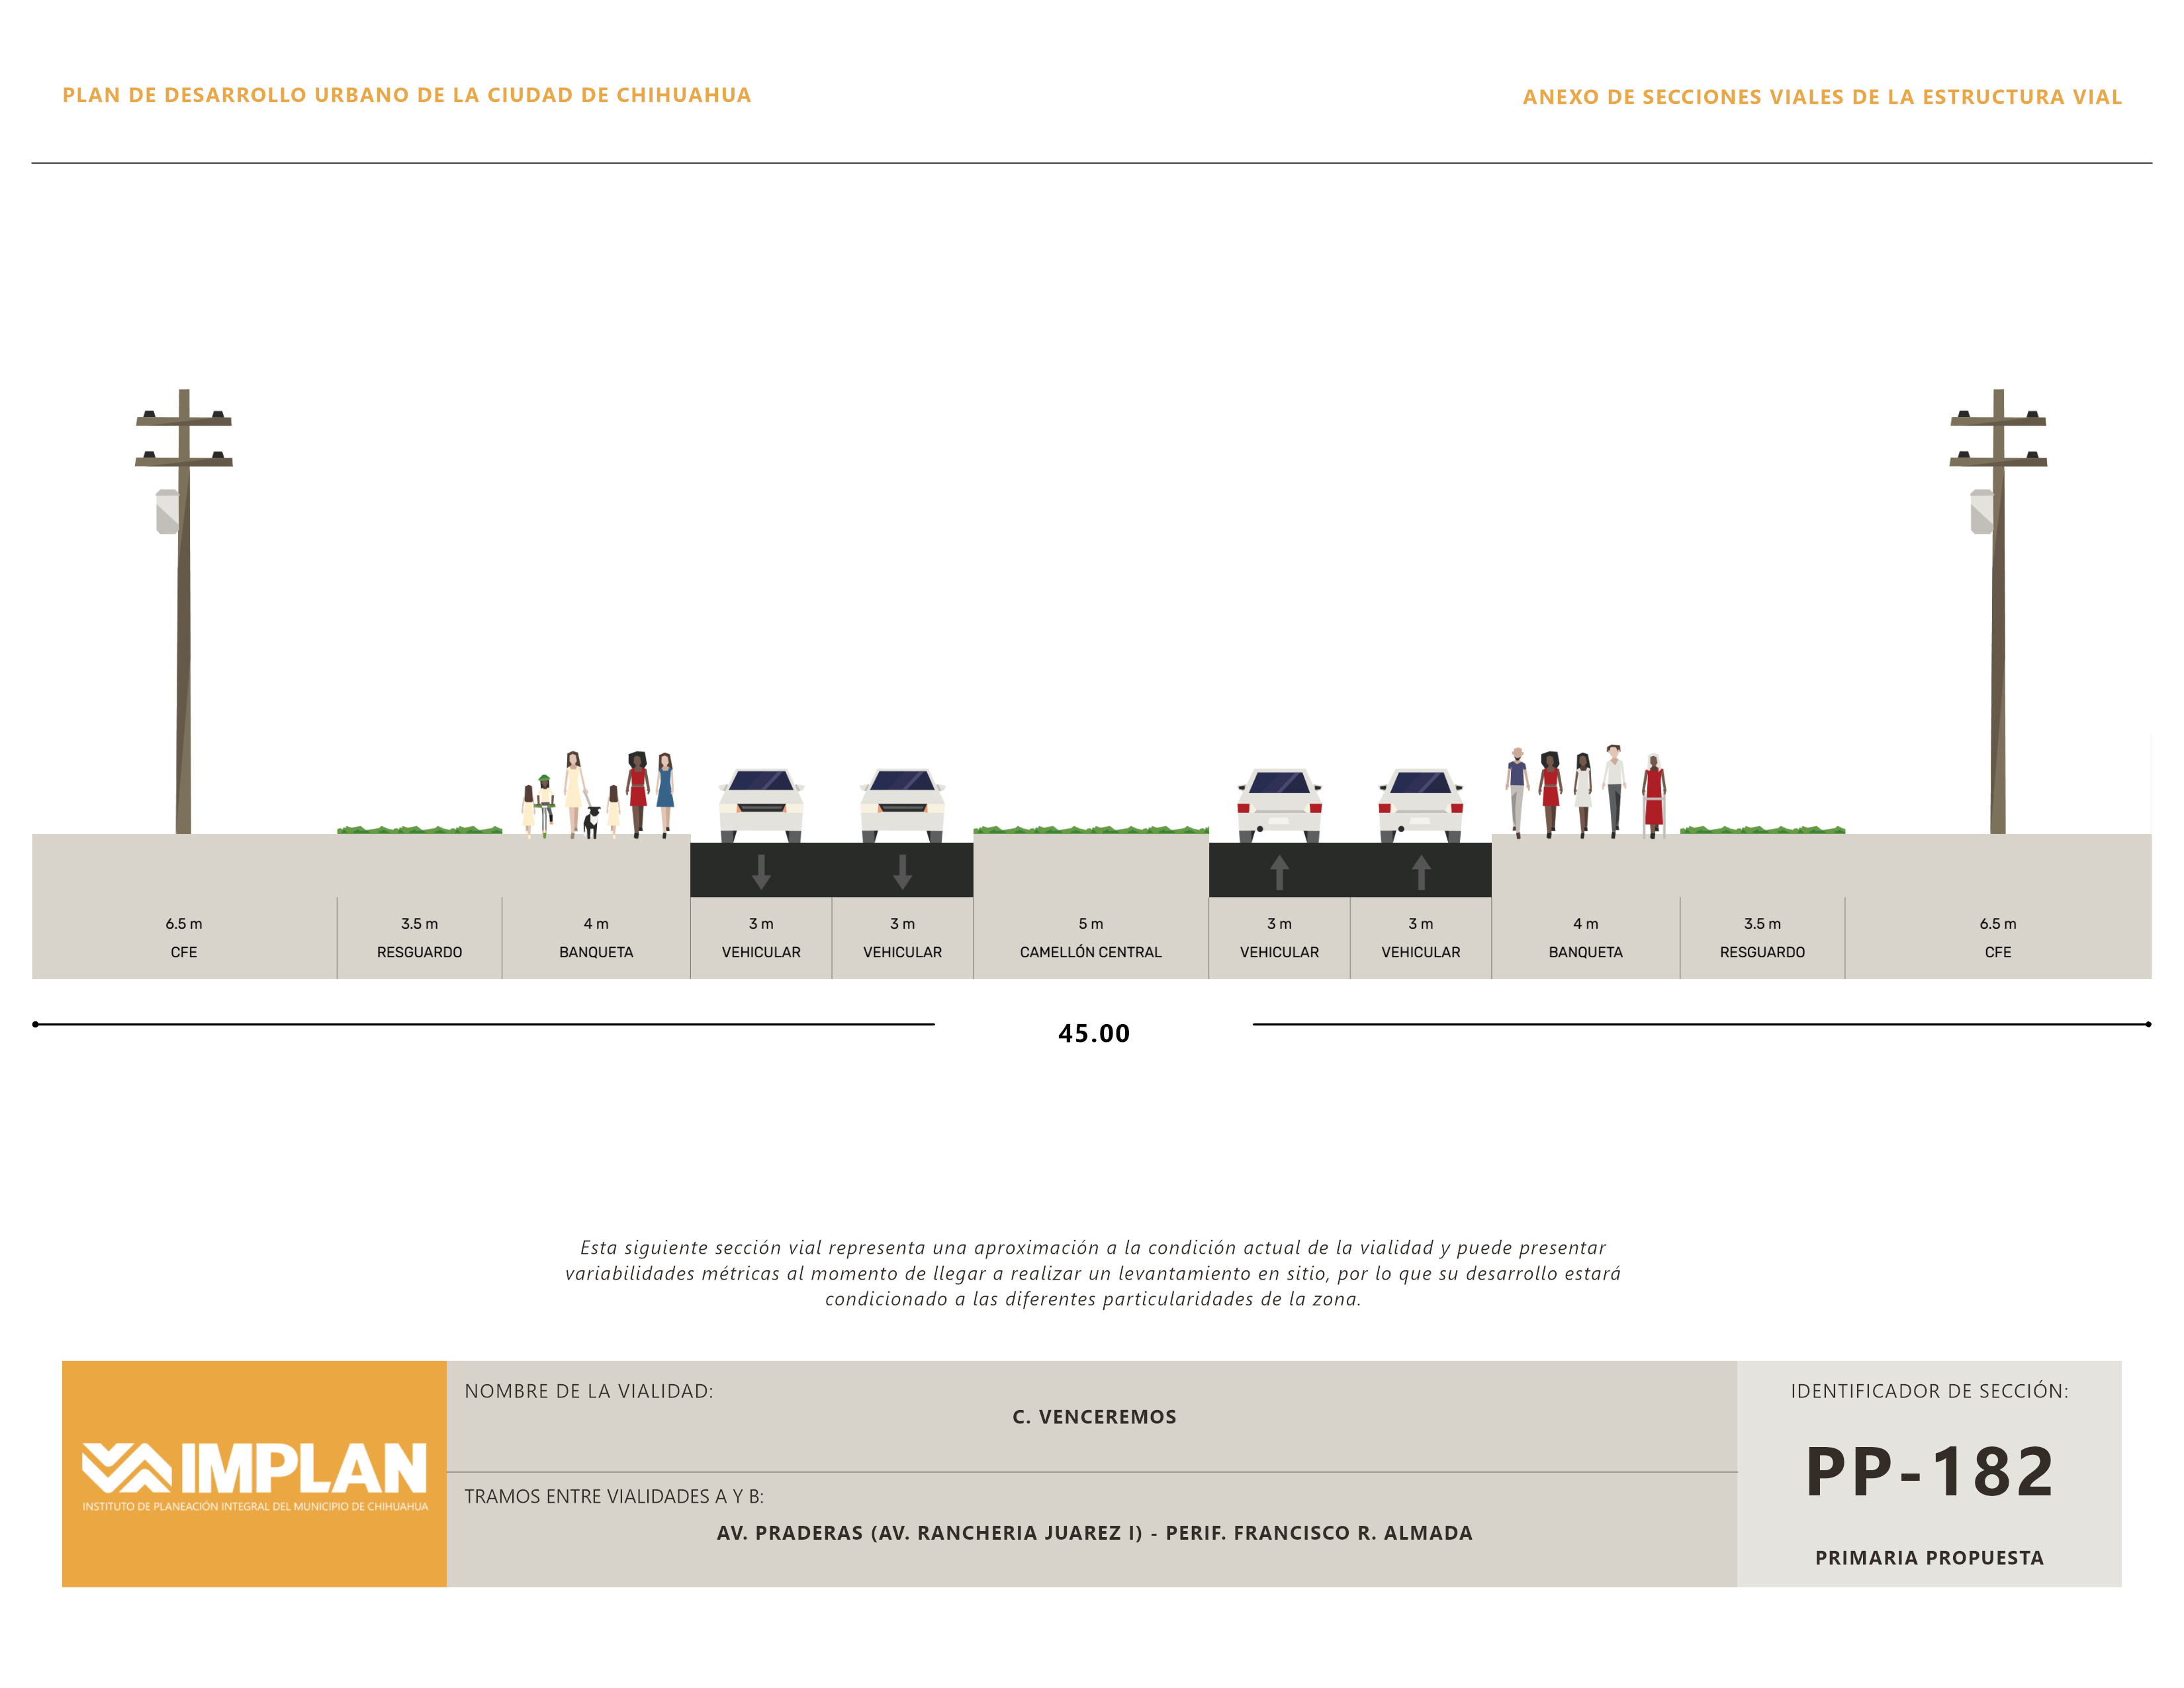 PLAN DE DESARROLLO URBANO DE LA CIUDAD DE CHIHUAHUA
ANEXO DE SECCIONES VIALES DE LA ESTRUCTURA VIAL
6.5 m 3.5 m 4 m 3 m 3 m 5 m 3 m 3 m 4 m 3.5 m 6.5 m
CFE RESGUARDO BANQUETA VEHICULAR VEHICULAR CAMELLÓN CENTRAL VEHICULAR VEHICULAR BANQUETA RESGUARDO CFE
45.00
Esta siguiente sección vial representa una aproximación a la condición actual de la vialidad y puede presentar
variabilidades métricas al momento de llegar a realizar un levantamiento en sitio, por lo que su desarrollo estará
condicionado a las diferentes particularidades de la zona.
IMPLAN
INSTITUTO DE PLANEACIÓN INTEGRAL DEL MUNICIPIO DE CHIHUAHUA
NOMBRE DE LA VIALIDAD:
C. VENCEREMOS
TRAMOS ENTRE VIALIDADES A Y B:
AV. PRADERAS (AV. RANCHERIA JUAREZ I) - PERIF. FRANCISCO R. ALMADA
IDENTIFICADOR DE SECCIÓN:
PP-182
PRIMARIA PROPUESTA